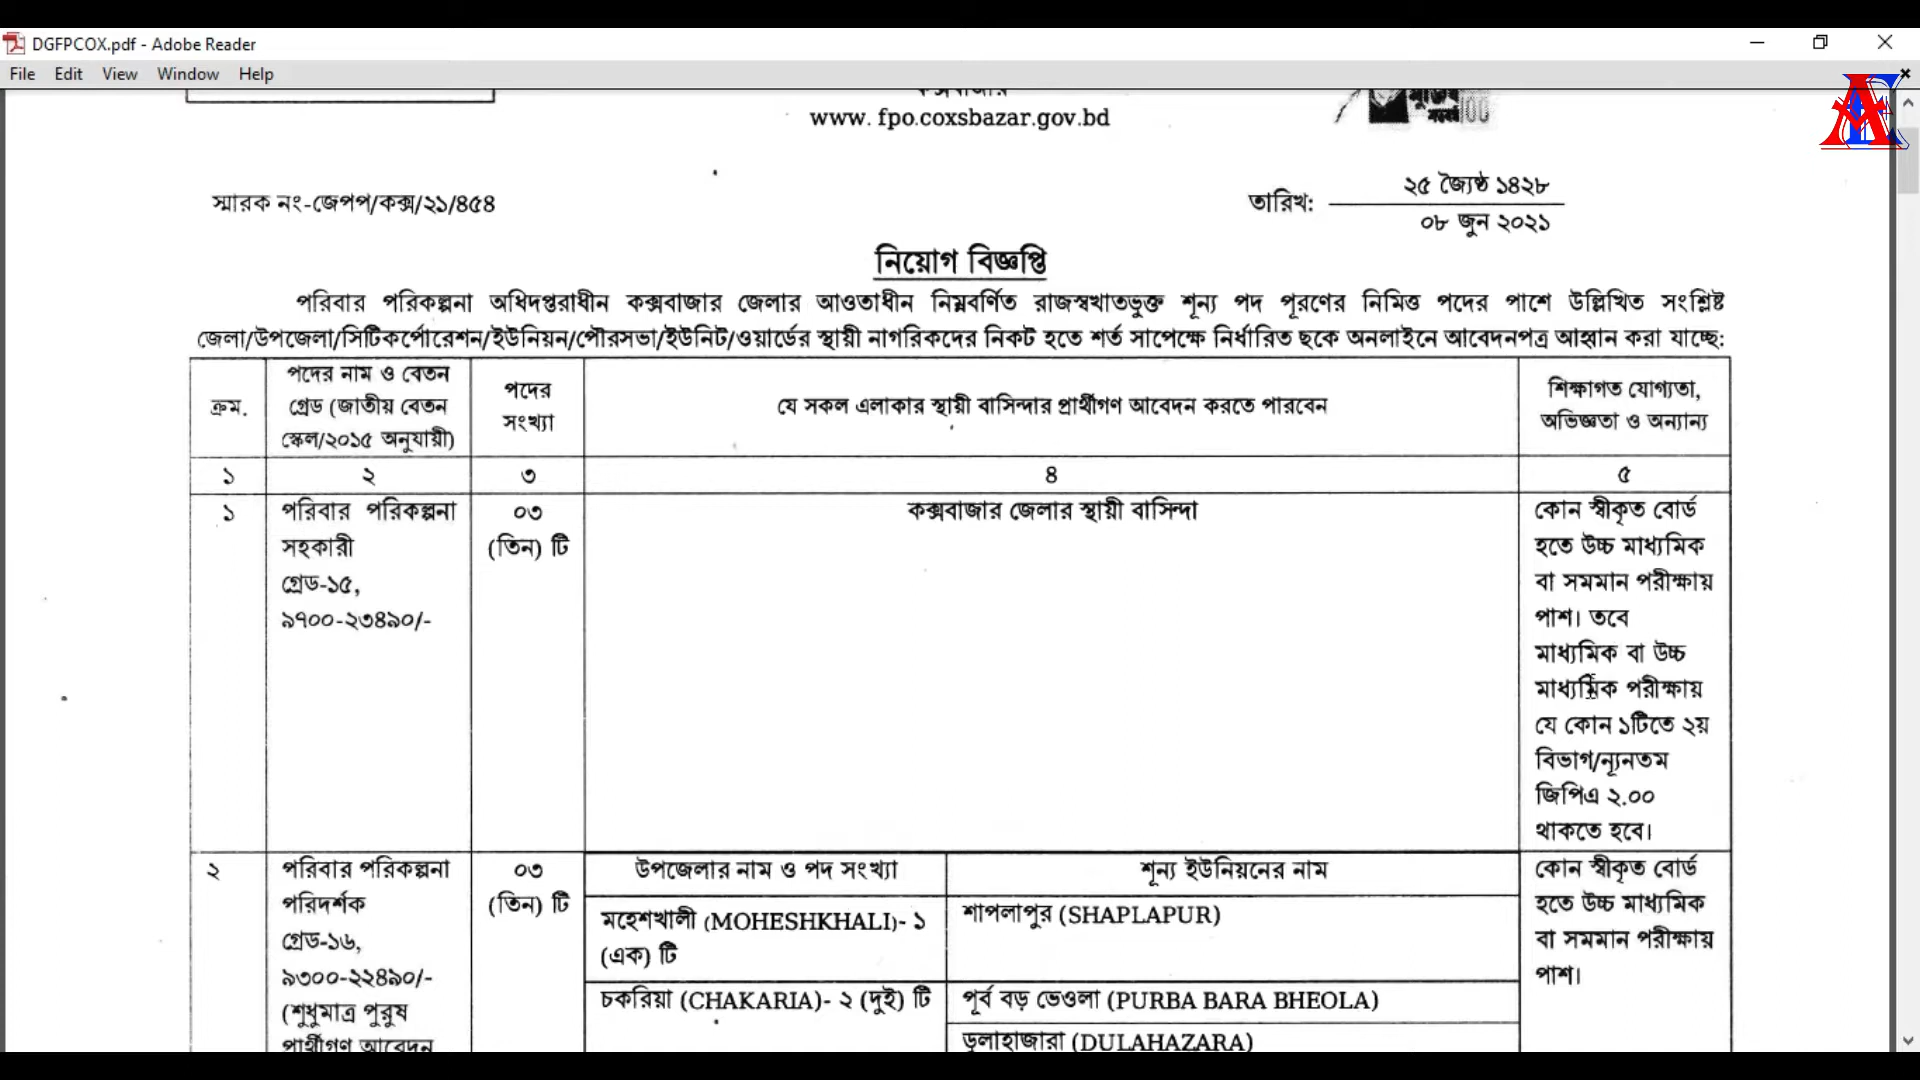 DGFPCOX.pdf - Adobe Reader
File Edit View Window Help
কক্সবাজার
www. fpo.coxsbazar.gov.bd
স্মারক নং-জেপপ/কক্স/২১/৪৫৪
তারিখ:
২৫ জ্যৈষ্ঠ ১৪২৮
০৮ জুন ২০২১
নিয়োগ বিজ্ঞপ্তি
পরিবার পরিকল্পনা অধিদপ্তরাধীন কক্সবাজার জেলার আওতাধীন নিম্নবর্ণিত রাজস্বখাতভুক্ত শূন্য পদ পূরণের নিমিত্ত পদের পাশে উল্লিখিত সংশ্লিষ্ট
জেলা/উপজেলা/সিটিকর্পোরেশন/ইউনিয়ন/পৌরসভা/ইউনিট/ওয়ার্ডের স্থায়ী নাগরিকদের নিকট হতে শর্ত সাপেক্ষে নির্ধারিত ছকে অনলাইনে আবেদনপত্র আহ্বান করা যাচ্ছে:
ক্রম.
পদের নাম ও বেতন
গ্রেড (জাতীয় বেতন
স্কেল/২০১৫ অনুযায়ী)
পদের
সংখ্যা
যে সকল এলাকার স্থায়ী বাসিন্দার প্রার্থীগণ আবেদন করতে পারবেন
শিক্ষাগত যোগ্যতা,
অভিজ্ঞতা ও অন্যান্য
১ ২ ৩ ৪ ৫
১
পরিবার পরিকল্পনা
সহকারী
গ্রেড-১৫,
৯৭০০-২৩৪৯০/-
০৩
(তিন) টি
কক্সবাজার জেলার স্থায়ী বাসিন্দা
কোন স্বীকৃত বোর্ড
হতে উচ্চ মাধ্যমিক
বা সমমান পরীক্ষায়
পাশ। তবে
মাধ্যমিক বা উচ্চ
মাধ্যমিক পরীক্ষায়
যে কোন ১টিতে ২য়
বিভাগ/ন্যূনতম
জিপিএ ২.০০
থাকতে হবে।
২
পরিবার পরিকল্পনা
পরিদর্শক
গ্রেড-১৬,
৯৩০০-২২৪৯০/-
(শুধুমাত্র পুরুষ
প্রার্থীগণ আবেদন
০৩
(তিন) টি
উপজেলার নাম ও পদ সংখ্যা
শূন্য ইউনিয়নের নাম
মহেশখালী (MOHESHKHALI)- ১
(এক) টি
শাপলাপুর (SHAPLAPUR)
চকরিয়া (CHAKARIA)- ২ (দুই) টি
পূর্ব বড় ভেওলা (PURBA BARA BHEOLA)
ডুলাহাজারা (DULAHAZARA)
কোন স্বীকৃত বোর্ড
হতে উচ্চ মাধ্যমিক
বা সমমান পরীক্ষায়
পাশ।